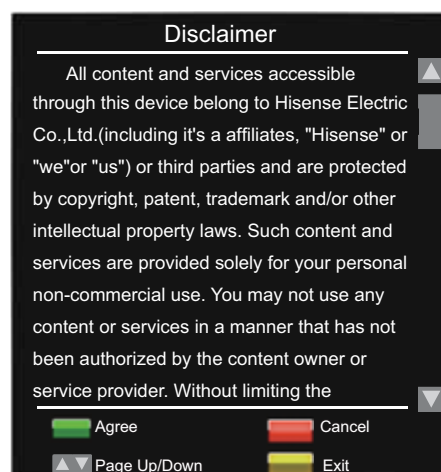 Disclaimer
All content and services accessible
through this device belong to Hisense Electric
Co.,Ltd.(including it's a affiliates, "Hisense" or
"we"or "us") or third parties and are protected
by copyright, patent, trademark and/or other
intellectual property laws. Such content and
services are provided solely for your personal
non-commercial use. You may not use any
content or services in a manner that has not
been authorized by the content owner or
service provider. Without limiting the
Agree Cancel
Page Up/Down Exit